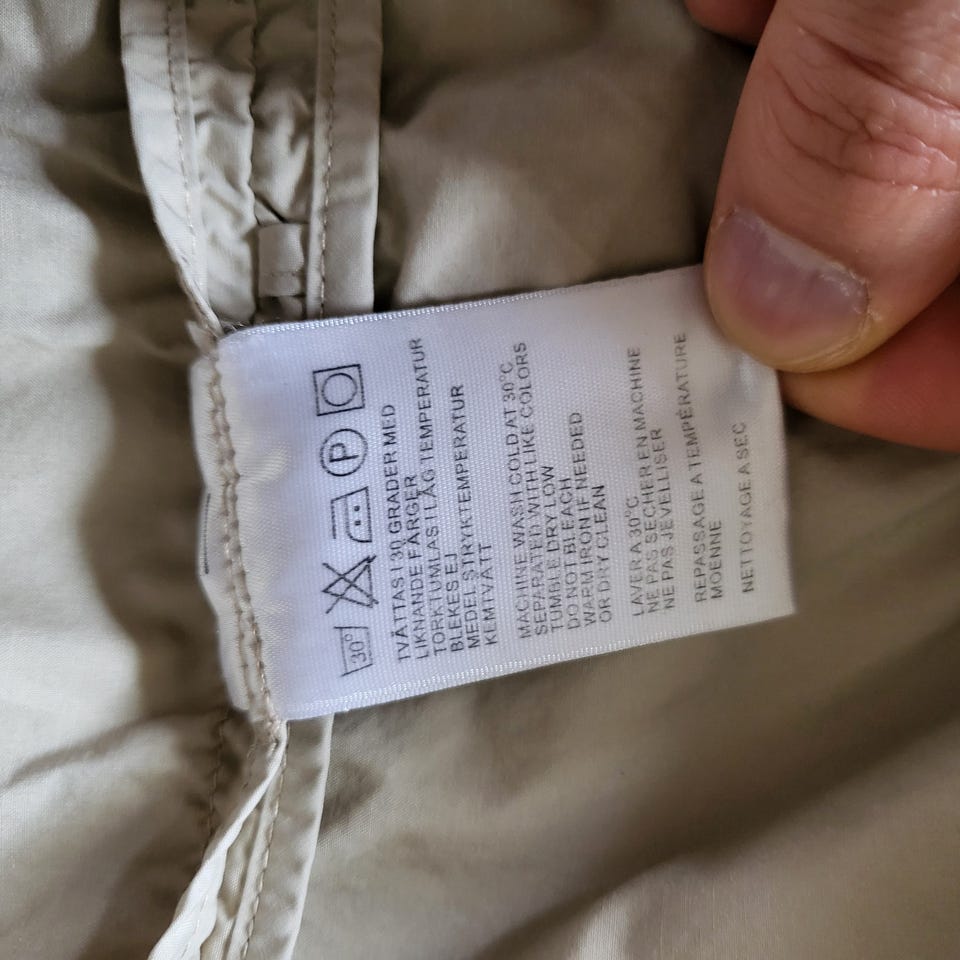 30°
P
TVÄTTAS I 30 GRADER MED
LIKNANDE FÄRGER
TORKTUMLAS I LÅG TEMPERATUR
BLEKES EJ
MEDEL STRYKTEMPERATUR
KEMTVÄTT
MACHINE WASH COLD AT 30°C
SEPARATED WITH LIKE COLORS
TUMBLE DRY LOW
DO NOT BLEACH
WARM IRON IF NEEDED
OR DRY CLEAN
LAVER A 30°C
NE PAS SECHER EN MACHINE
NE PAS JEVELLISER
REPASSAGE A TEMPÉRATURE
MOENNE
NETTOYAGE A SEC